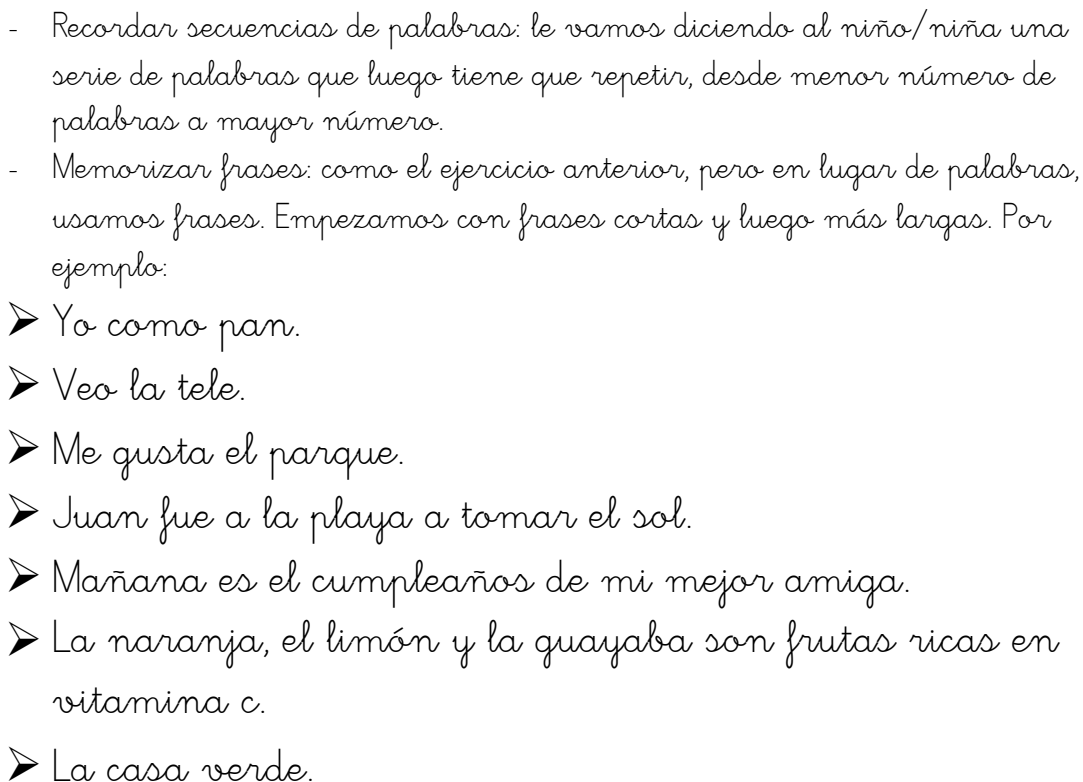 - Recordar secuencias de palabras: le vamos diciendo al niño/niña una
serie de palabras que luego tiene que repetir, desde menor número de
palabras a mayor número.
- Memorizar frases: como el ejercicio anterior, pero en lugar de palabras,
usamos frases. Empezamos con frases cortas y luego más largas. Por
ejemplo:
➢ Yo como pan.
➢ Veo la tele.
➢ Me gusta el parque.
➢ Juan fue a la playa a tomar el sol.
➢ Mañana es el cumpleaños de mi mejor amiga.
➢ La naranja, el limón y la guayaba son frutas ricas en
vitamina c.
➢ La casa verde.